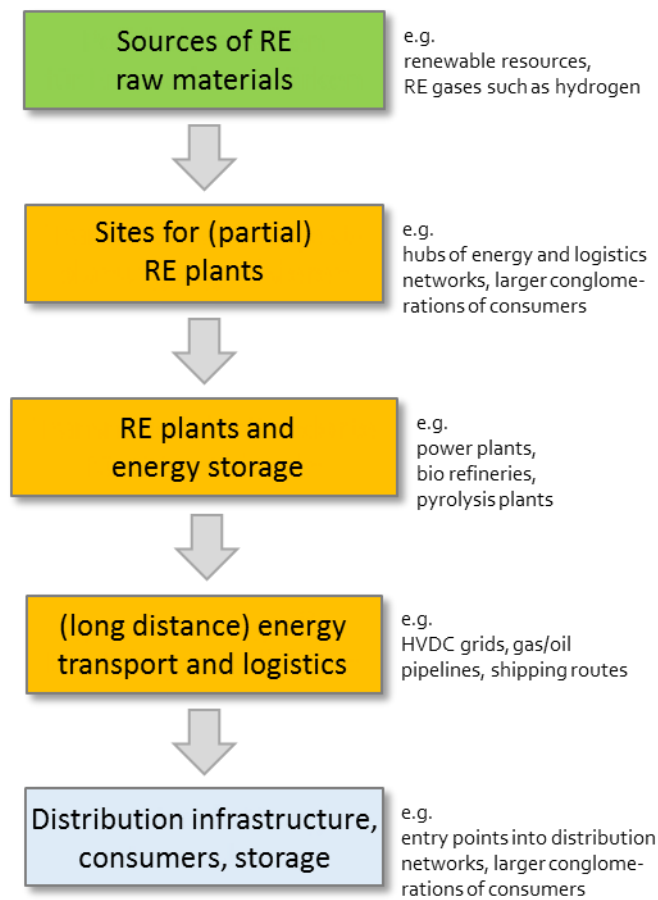 Sources of RE
raw materials
e.g.
renewable resources,
RE gases such as hydrogen
Sites for (partial)
RE plants
e.g.
hubs of energy and logistics
networks, larger conglome-
rations of consumers
RE plants and
energy storage
e.g.
power plants,
bio refineries,
pyrolysis plants
(long distance) energy
transport and logistics
e.g.
HVDC grids, gas/oil
pipelines, shipping routes
Distribution infrastructure,
consumers, storage
e.g.
entry points into distribution
networks, larger conglome-
rations of consumers